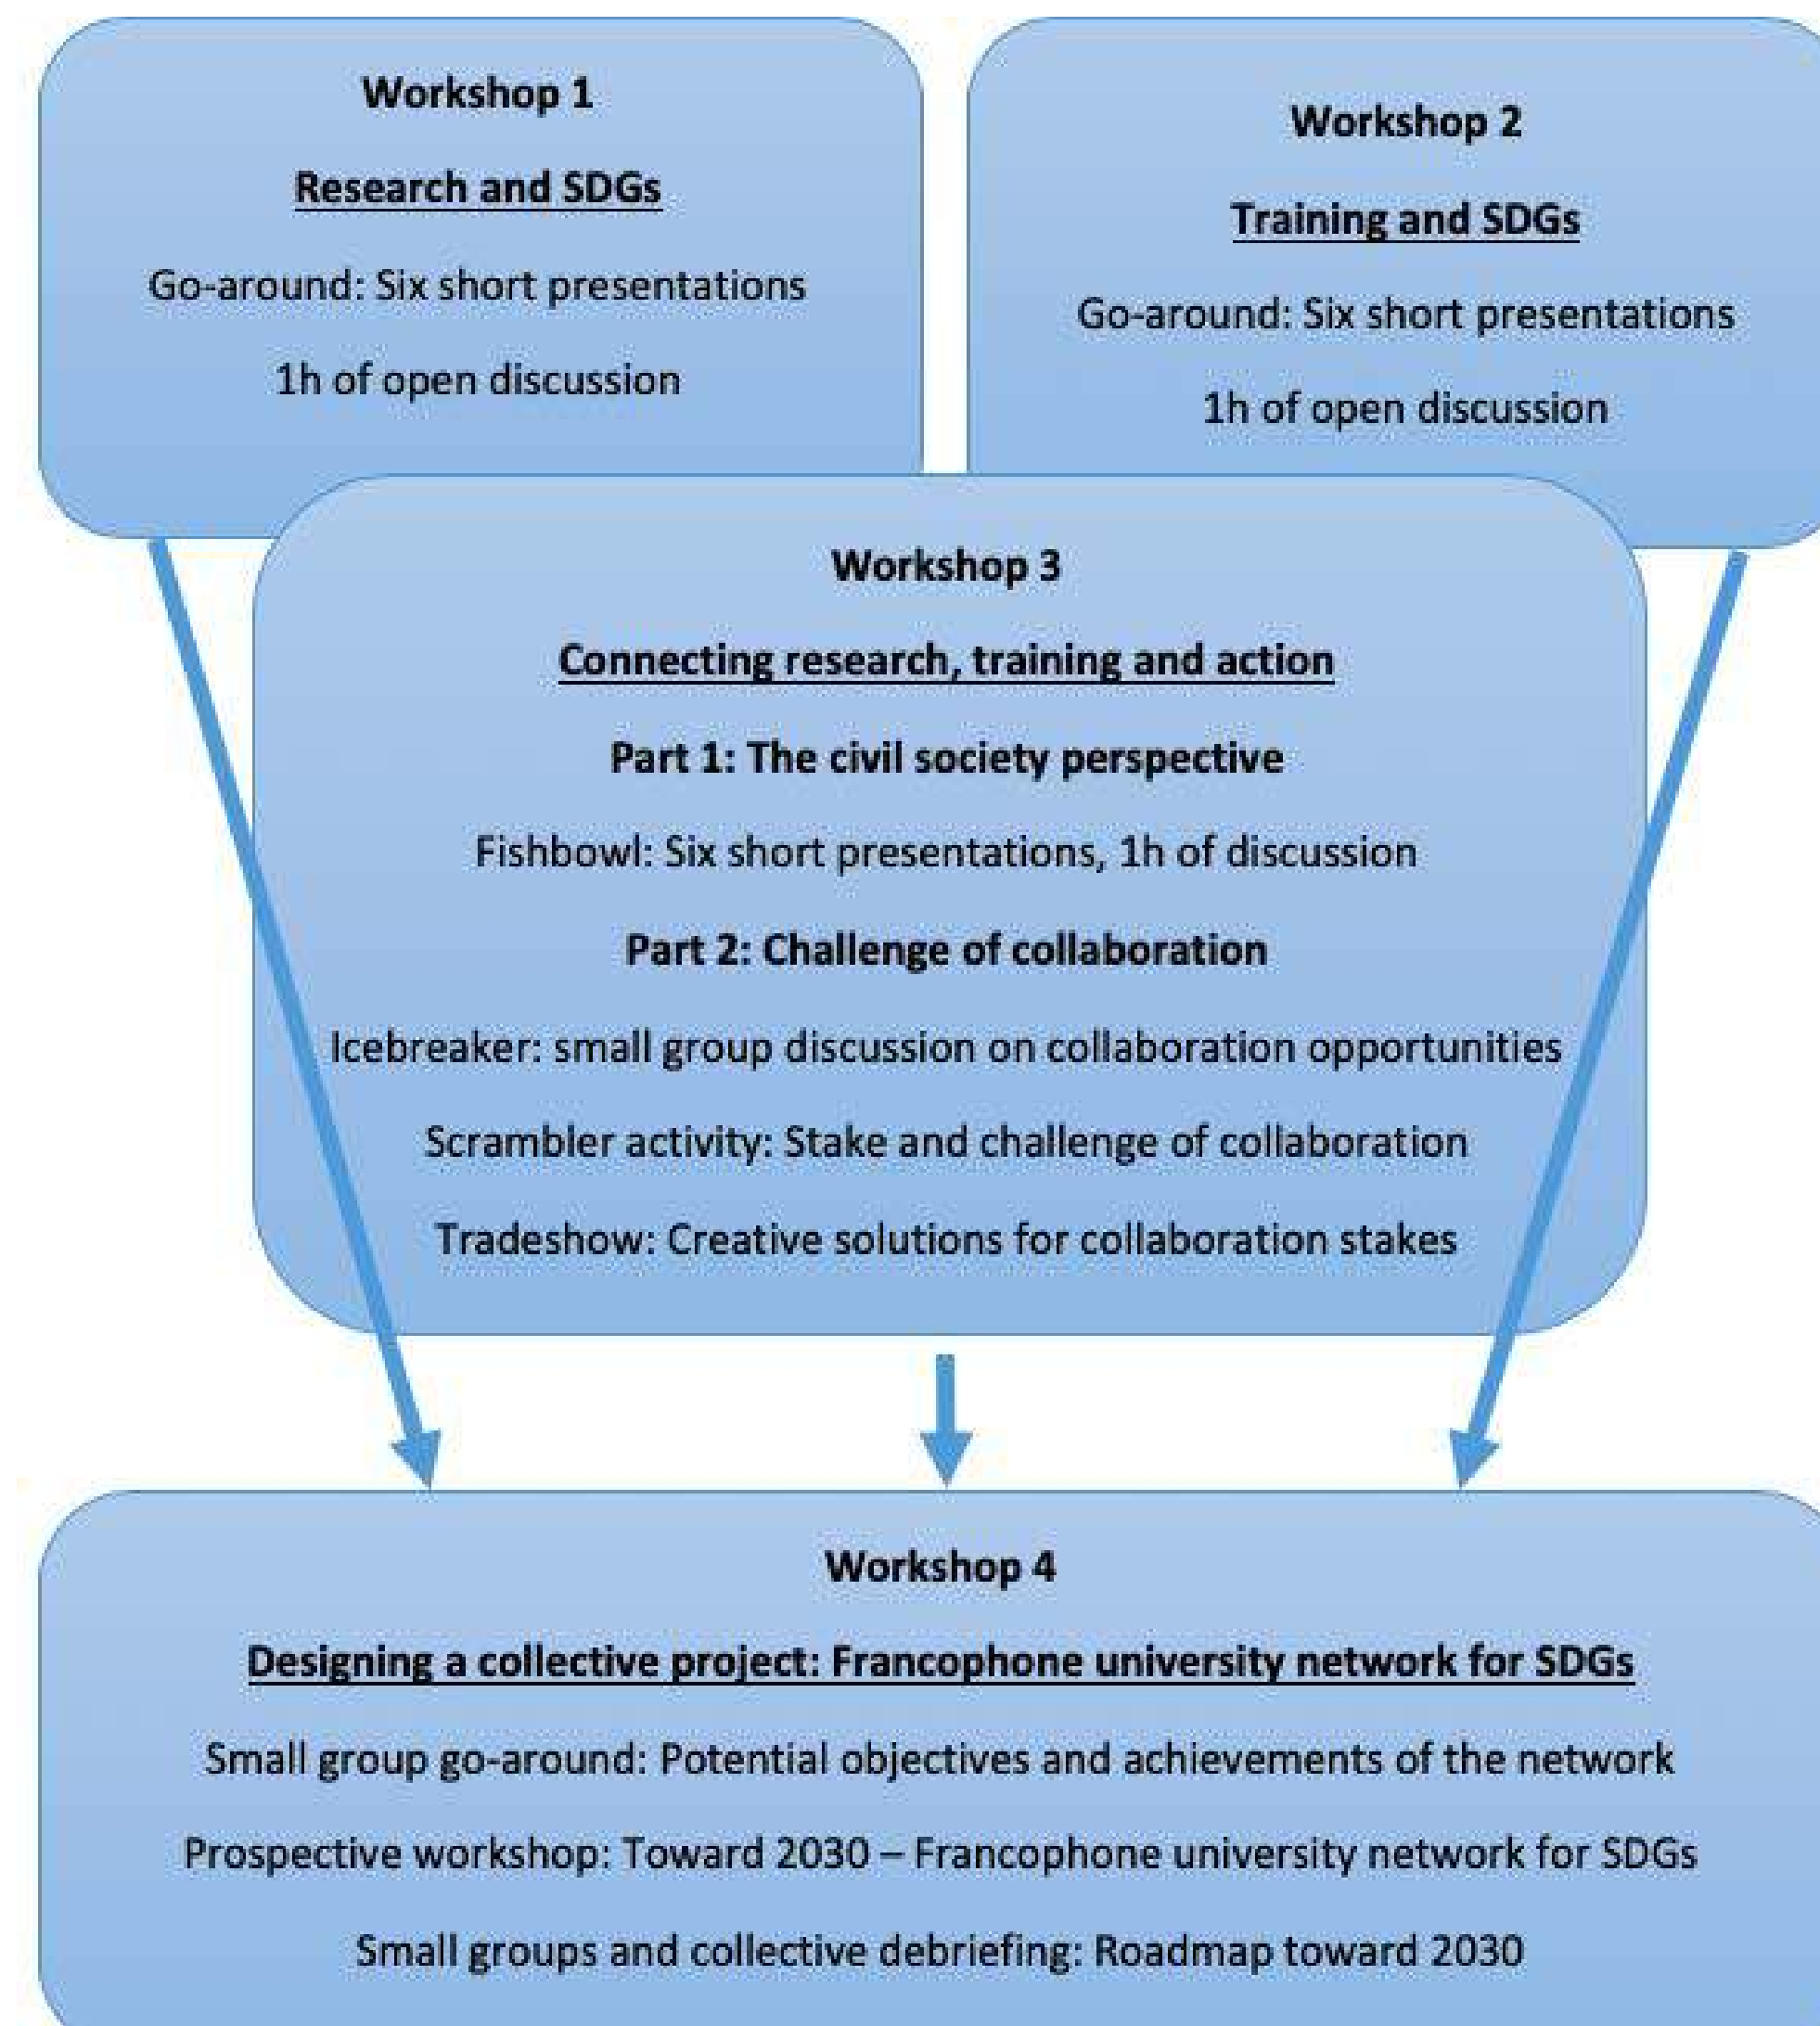 Workshop 1
Research and SDGs
Go-around: Six short presentations
1h of open discussion
Workshop 2
Training and SDGs
Go-around: Six short presentations
1h of open discussion
Workshop 3
Connecting research, training and action
Part 1: The civil society perspective
Fishbowl: Six short presentations, 1h of discussion
Part 2: Challenge of collaboration
Icebreaker: small group discussion on collaboration opportunities
Scrambler activity: Stake and challenge of collaboration
Tradeshow: Creative solutions for collaboration stakes
Workshop 4
Designing a collective project: Francophone university network for SDGs
Small group go-around: Potential objectives and achievements of the network
Prospective workshop: Toward 2030 – Francophone university network for SDGs
Small groups and collective debriefing: Roadmap toward 2030